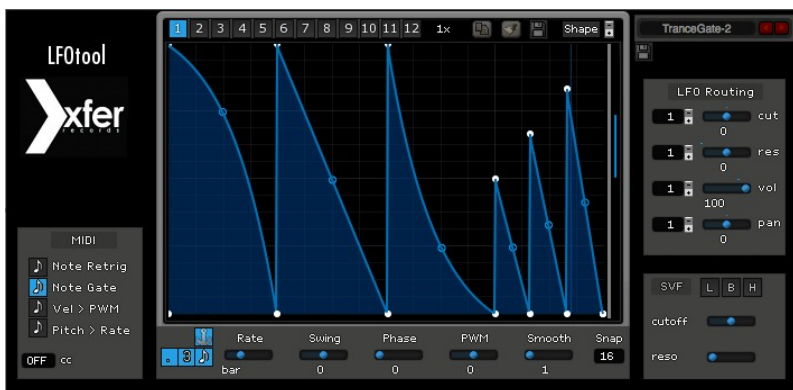 LFOtool
xfer
records
1 2 3 4 5 6 7 8 9 10 11 12 1x Shape
TranceGate-2
LFO Routing
1 cut
0
1 res
0
1 vol
100
1 pan
0
MIDI
Note Retrig
Note Gate
Vel > PWM
Pitch > Rate
OFF cc
Rate Swing Phase PWM Smooth Snap
. 3 16
bar 0 0 0 1
SVF L B H
cutoff
reso